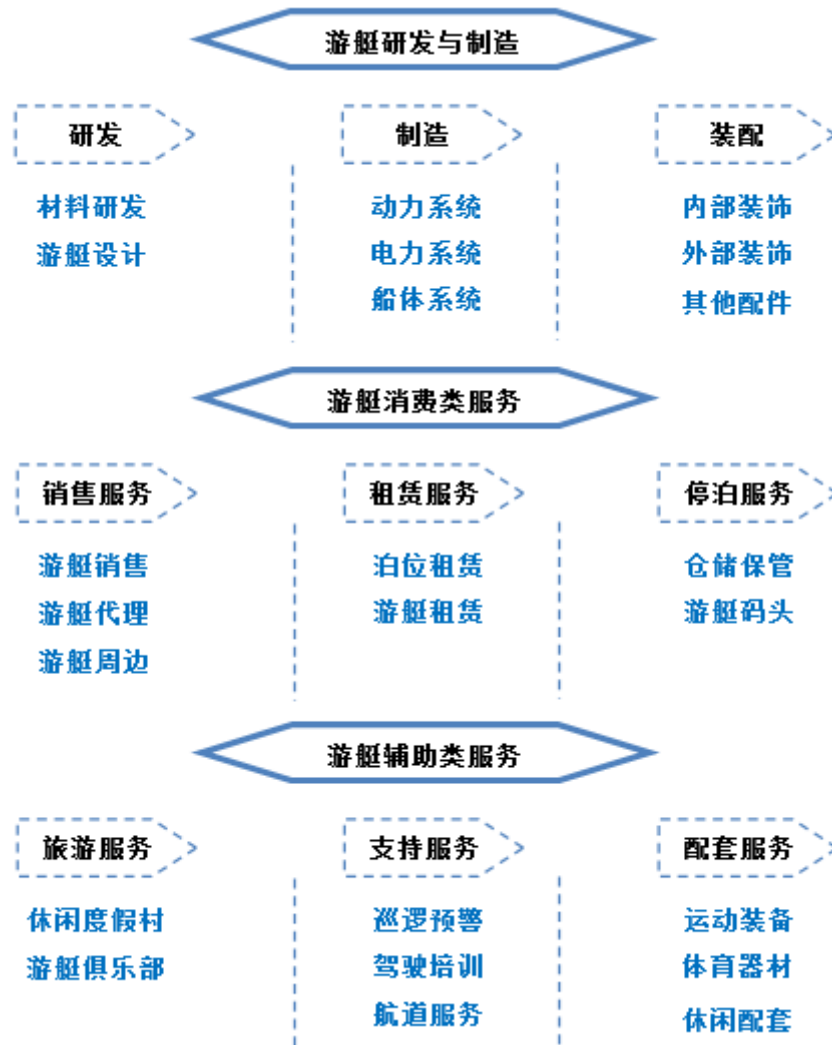 游艇研发与制造
研发
制造
装配
材料研发
动力系统
内部装饰
游艇设计
电力系统
外部装饰
船体系统
其他配件
游艇消费类服务
销售服务
租赁服务
停泊服务
游艇销售
泊位租赁
仓储保管
游艇代理
游艇租赁
游艇码头
游艇周边
游艇辅助类服务
旅游服务
支持服务
配套服务
休闲度假村
巡逻预警
运动装备
游艇俱乐部
驾驶培训
体育器材
航道服务
休闲配套